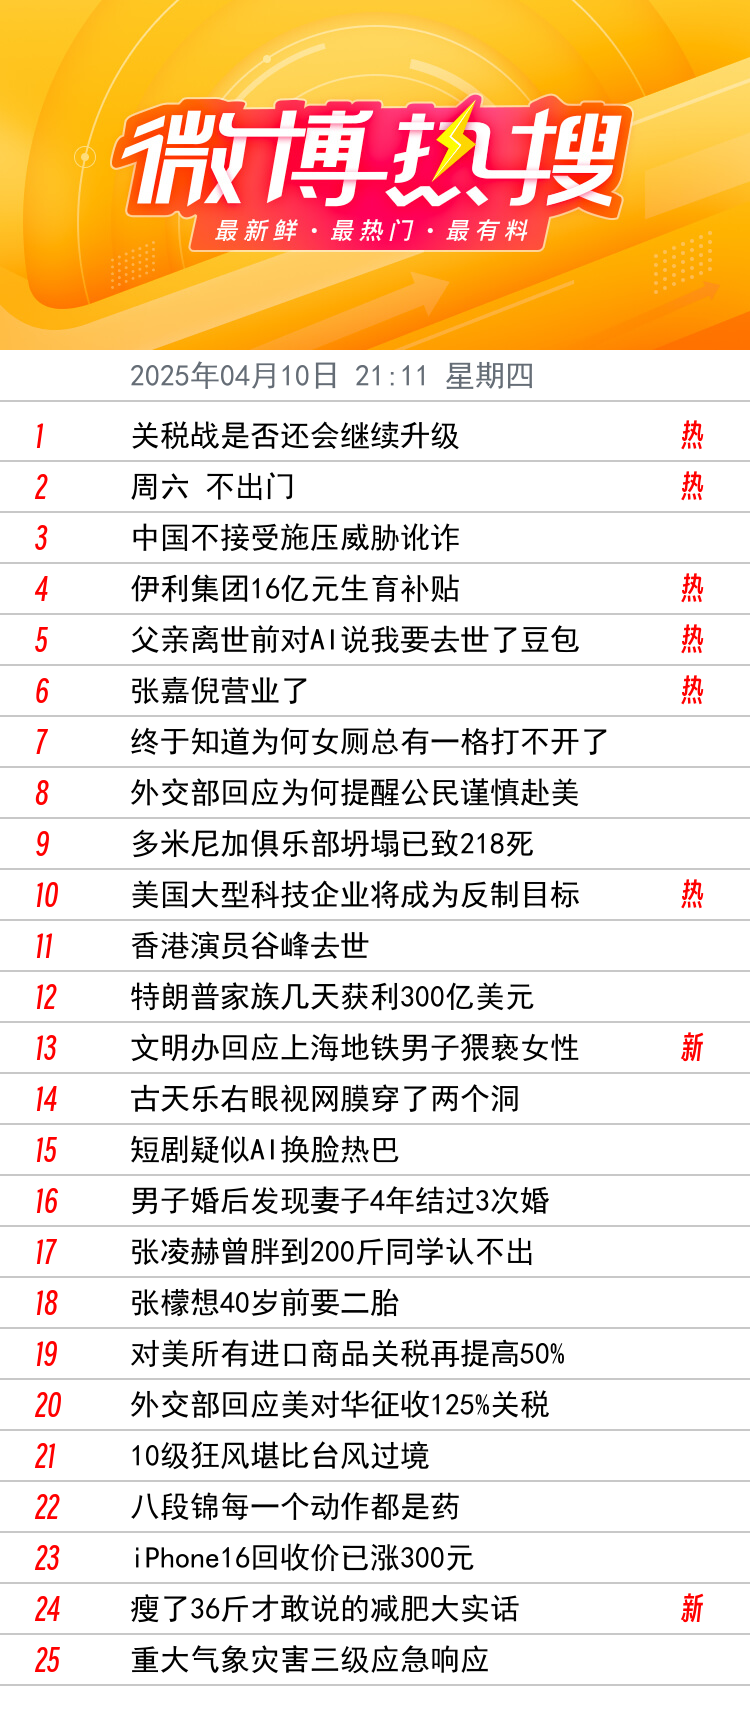 微博热搜
最新鲜·最热门·最有料
2025年04月10日 21:11 星期四
1 关税战是否还会继续升级 热
2 周六 不出门 热
3 中国不接受施压威胁讹诈
4 伊利集团16亿元生育补贴 热
5 父亲离世前对AI说我要去世了豆包 热
6 张嘉倪营业了 热
7 终于知道为何女厕总有一格打不开了
8 外交部回应为何提醒公民谨慎赴美
9 多米尼加俱乐部坍塌已致218死
10 美国大型科技企业将成为反制目标 热
11 香港演员谷峰去世
12 特朗普家族几天获利300亿美元
13 文明办回应上海地铁男子猥亵女性 新
14 古天乐右眼视网膜穿了两个洞
15 短剧疑似AI换脸热巴
16 男子婚后发现妻子4年结过3次婚
17 张凌赫曾胖到200斤同学认不出
18 张檬想40岁前要二胎
19 对美所有进口商品关税再提高50%
20 外交部回应美对华征收125%关税
21 10级狂风堪比台风过境
22 八段锦每一个动作都是药
23 iPhone16回收价已涨300元
24 瘦了36斤才敢说的减肥大实话 新
25 重大气象灾害三级应急响应